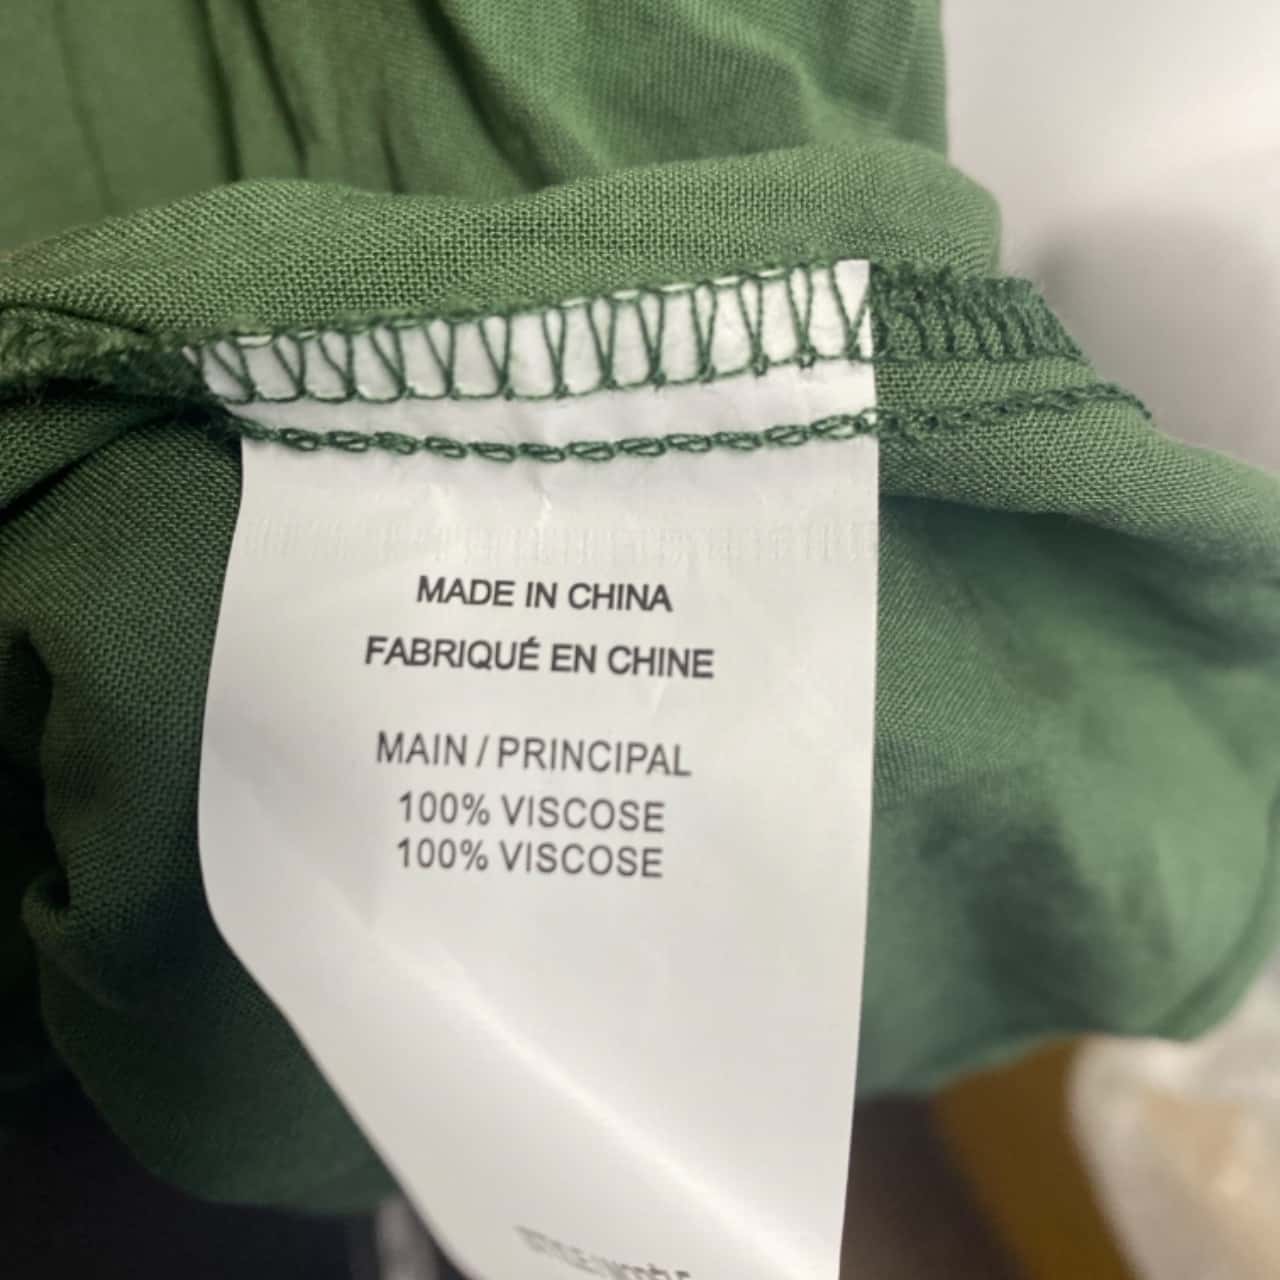 MADE IN CHINA
FABRIQUÉ EN CHINE
MAIN / PRINCIPAL
100% VISCOSE
100% VISCOSE